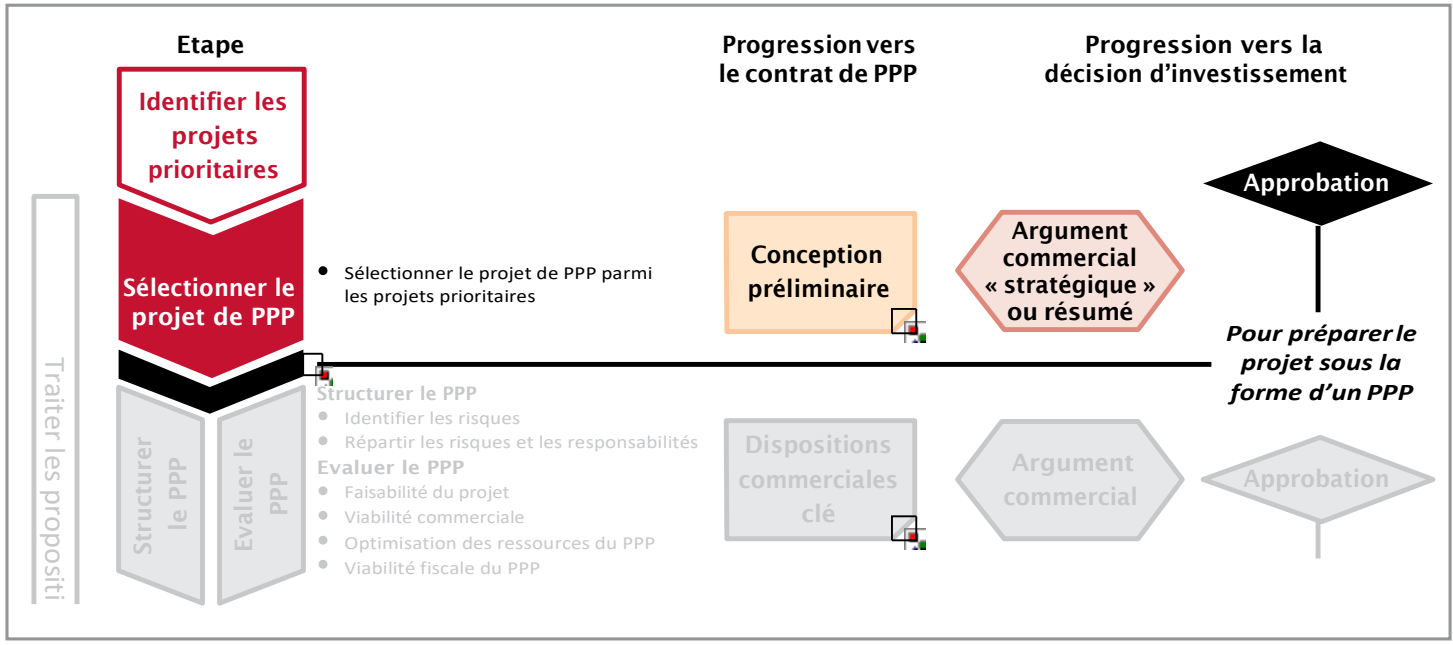 Etape
Progression vers
le contrat de PPP
Progression vers la
décision d'investissement
Identifier les
projets
prioritaires
Approbation
Sélectionner le
projet de PPP
• Sélectionner le projet de PPP parmi
les projets prioritaires
Conception
préliminaire
Argument
commercial
« stratégique »
ou résumé
Pour préparer le
projet sous la
forme d'un PPP
Traiter les propositi
Structurer
le PPP
Evaluer le
PPP
Structurer le PPP
• Identifier les risques
• Répartir les risques et les responsabilités
Evaluer le PPP
• Faisabilité du projet
• Viabilité commerciale
• Optimisation des ressources du PPP
• Viabilité fiscale du PPP
Dispositions
commerciales
clé
Argument
commercial
Approbation